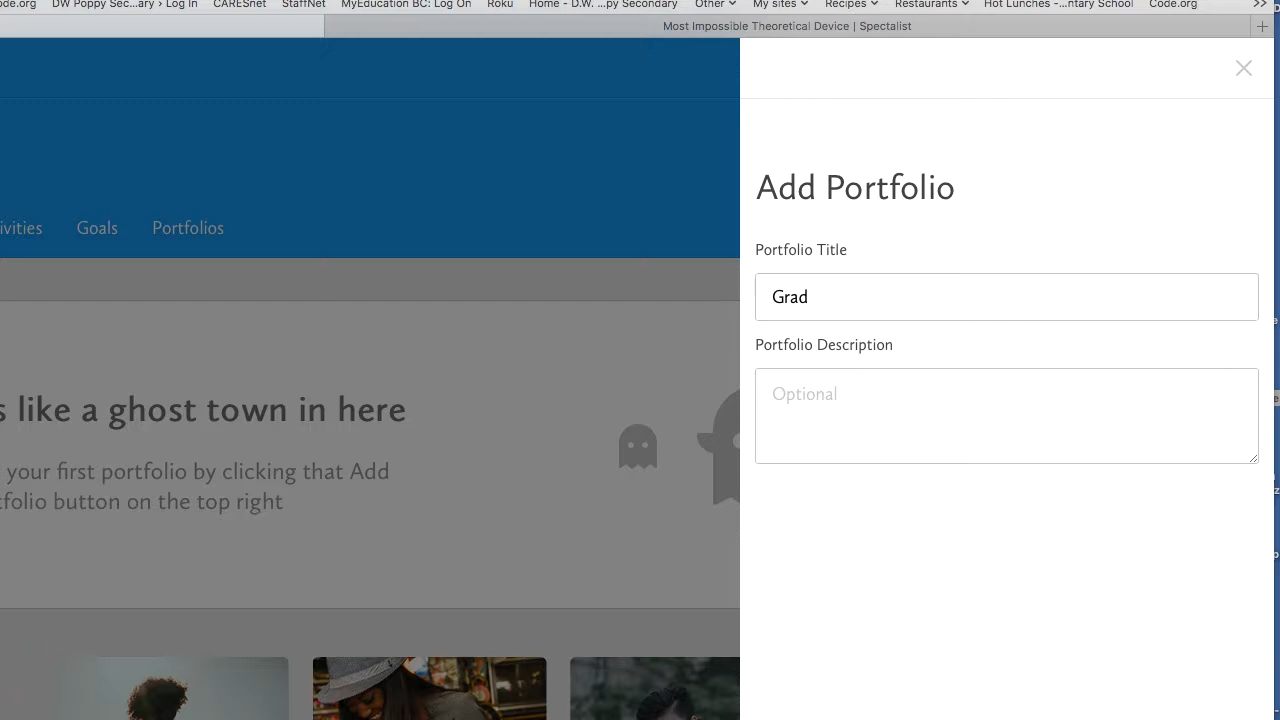 ode.org DW Poppy Sec...ary › Log In CARESnet StaffNet MyEducation BC: Log On Roku Home - D.W. ...py Secondary Other My sites Recipes Restaurants Hot Lunches -...ntary School Code.org >>
Most Impossible Theoretical Device | Spectalist +
Add Portfolio
ivities Goals Portfolios
Portfolio Title
Grad
Portfolio Description
Optional
s like a ghost town in here
your first portfolio by clicking that Add
tfolio button on the top right